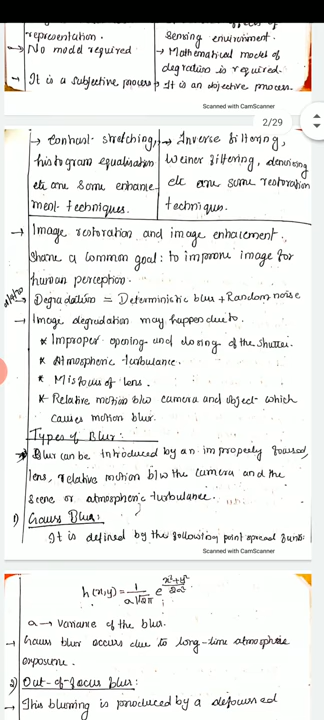 representation.
sensing environment.
→ No model required
→ Mathematical model of
degradation is required.
→ It is a subjective process
→ It is an objective process.
Scanned with CamScanner
2/29
→ Contrast stretching,
histogram equalisation
etc are some enhance
ment techniques.
→ Inverse filtering,
Weiner filtering, denoising
etc are some restoration
techniques.
→ Image restoration and image enhacement.
share a common goal: to improve image for
human perception.
→ Degradation = Deterministic blur + Random noise
→ Image degradation may happen due to.
* Improper opening and closing of the shutter.
* Atmospheric turbulance.
* Misfocus of lens.
* Relative motion b/w camera and object which
causes motion blur.
Types of Blur:
→ Blur can be introduced by an improperly focused
lens, relative motion b/w the camera and the
scene or atmospheric turbulance.
1) Gauss Blur:
It is defined by the following point spread funtn:
Scanned with CamScanner
h(x,y) = 1/a√2π e^(x²+y²)/2a²
a → variance of the blur.
→ Gauss blur occurs due to long-time atmospheric
exposure.
2) Out-of-focus blur:
→ This blurring is produced by a defocused